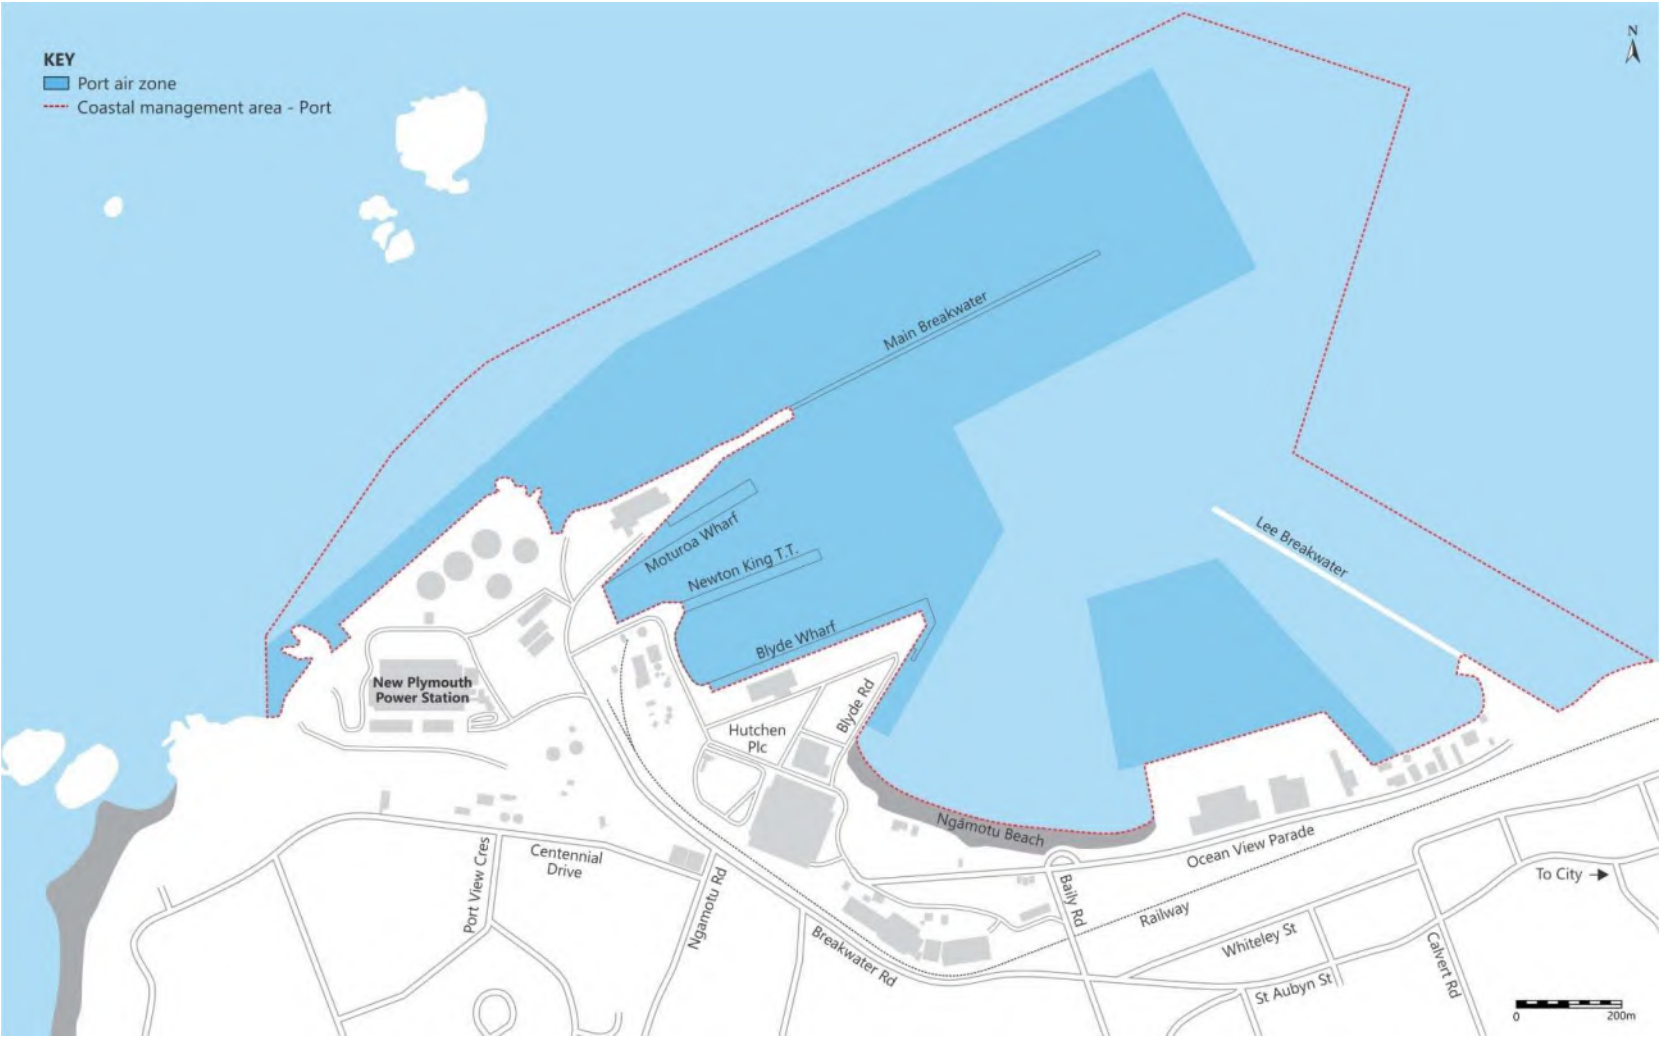 N
KEY
Port air zone
Coastal management area - Port
Main Breakwater
Moturoa Wharf
Newton King T.T.
Lee Breakwater
Blyde Wharf
New Plymouth
Power Station
Blyde Rd
Hutchen
Plc
Ngāmotu Beach
Ocean View Parade
Centennial
Drive
Port View Cres
Ngamotu Rd
To City
Baily Rd
Railway
Breakwater Rd
Whiteley St
Calvert Rd
St Aubyn St
0 200m